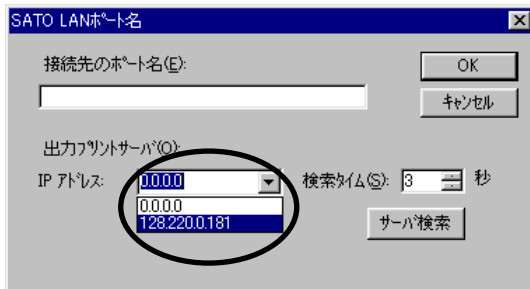 SATO LANﾎﾟｰﾄ名
接続先のﾎﾟｰﾄ名(E):
OK
ｷｬﾝｾﾙ
出力ﾌﾟﾘﾝﾄｻｰﾊﾞ(O):
IP ｱﾄﾞﾚｽ: 0.0.0.0 検索ﾀｲﾑ(S): 3 秒
0.0.0.0
128.220.0.181
ｻｰﾊﾞ検索